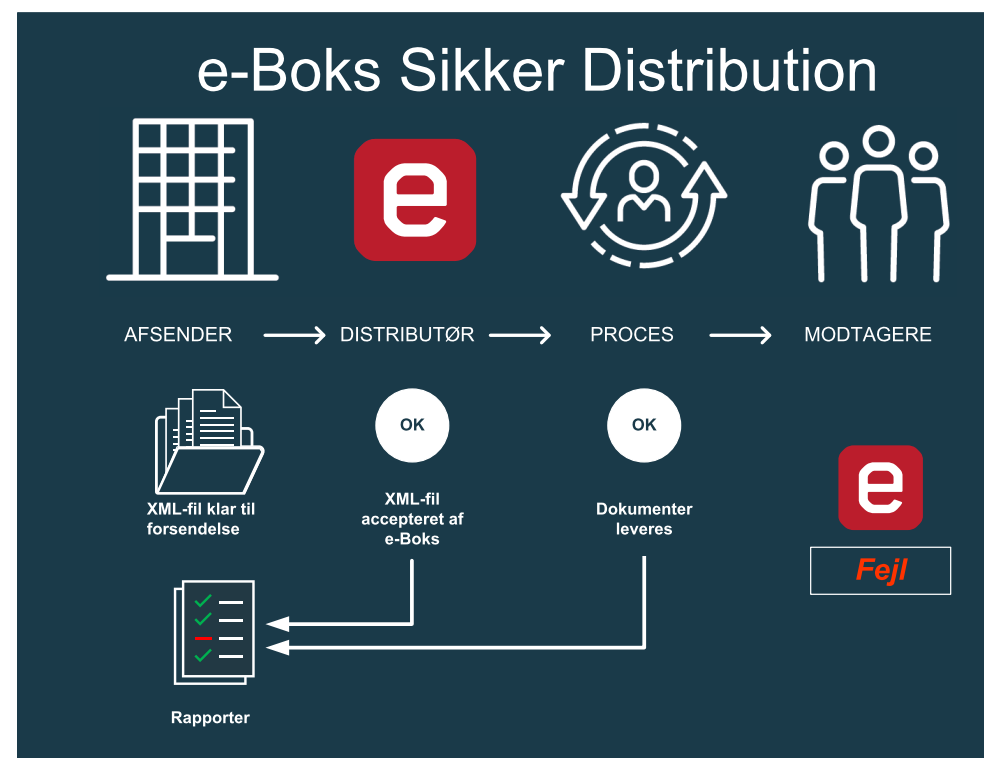 e-Boks Sikker Distribution
e
AFSENDER
DISTRIBUTØR
PROCES
MODTAGERE
OK
OK
XML-fil klar til
forsendelse
XML-fil
accepteret af
e-Boks
Dokumenter
leveres
e
Fejl
Rapporter